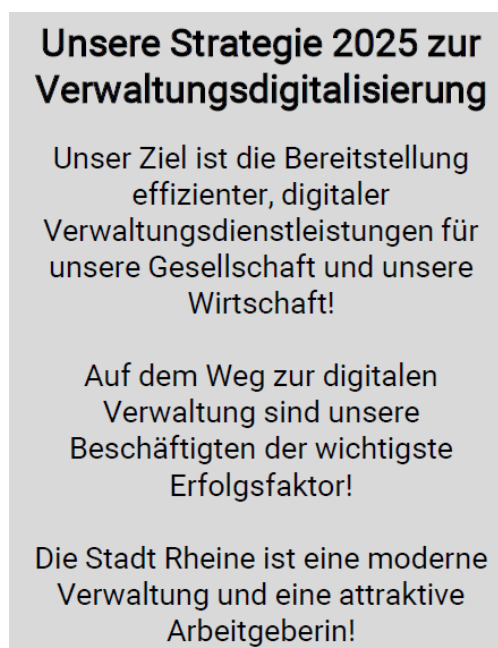 Unsere Strategie 2025 zur
Verwaltungsdigitalisierung
Unser Ziel ist die Bereitstellung
effizienter, digitaler
Verwaltungsdienstleistungen für
unsere Gesellschaft und unsere
Wirtschaft!
Auf dem Weg zur digitalen
Verwaltung sind unsere
Beschäftigten der wichtigste
Erfolgsfaktor!
Die Stadt Rheine ist eine moderne
Verwaltung und eine attraktive
Arbeitgeberin!